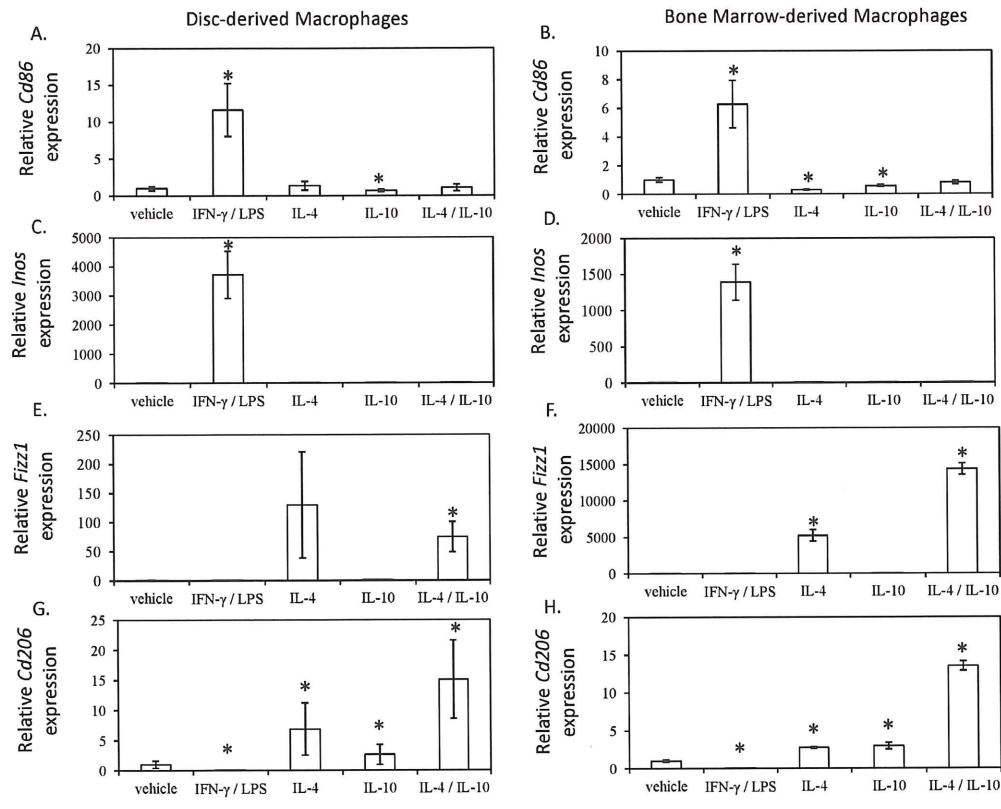 Disc-derived Macrophages
Bone Marrow-derived Macrophages
A.
Relative Cd86
expression
20
15
10
5
0
*
*
vehicle IFN-γ / LPS IL-4 IL-10 IL-4 / IL-10
B.
Relative Cd86
expression
10
8
6
4
2
0
*
*
*
vehicle IFN-γ / LPS IL-4 IL-10 IL-4 / IL-10
C.
Relative Inos
expression
5000
4000
3000
2000
1000
0
*
vehicle IFN-γ / LPS IL-4 IL-10 IL-4 / IL-10
D.
Relative Inos
expression
2000
1500
1000
500
0
*
vehicle IFN-γ / LPS IL-4 IL-10 IL-4 / IL-10
E.
Relative Fizz1
expression
250
200
150
100
50
0
*
vehicle IFN-γ / LPS IL-4 IL-10 IL-4 / IL-10
F.
Relative Fizz1
expression
20000
15000
10000
5000
0
*
*
vehicle IFN-γ / LPS IL-4 IL-10 IL-4 / IL-10
G.
Relative Cd206
expression
25
20
15
10
5
0
*
*
*
*
vehicle IFN-γ / LPS IL-4 IL-10 IL-4 / IL-10
H.
Relative Cd206
expression
20
15
10
5
0
*
*
*
*
vehicle IFN-γ / LPS IL-4 IL-10 IL-4 / IL-10